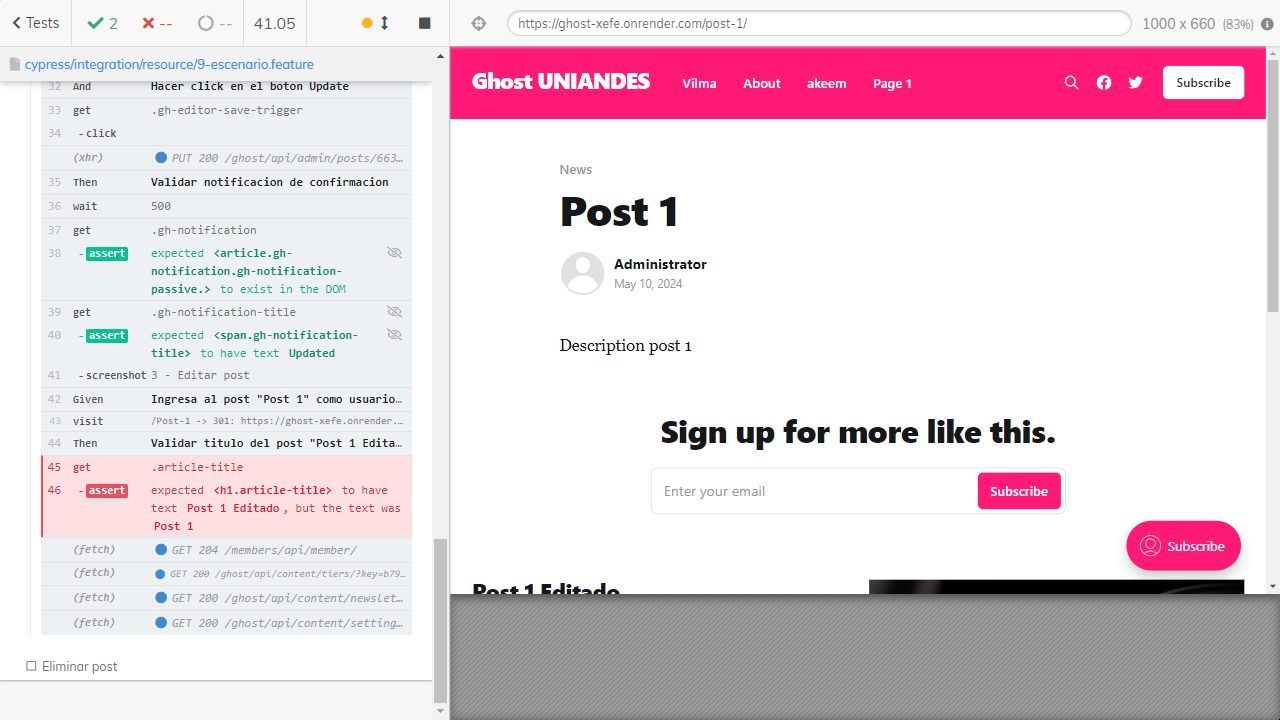 Tests
2
--
--
41.05
https://ghost-xefe.onrender.com/post-1/
1000 x 660 (83%)
cypress/integration/resource/9-escenario.feature
32 And Hacer click en el boton Update
33 get .gh-editor-save-trigger
34 -click
(xhr) PUT 200 /ghost/api/admin/posts/663…
35 Then Validar notificacion de confirmacion
36 wait 500
37 get .gh-notification
38 -assert expected <article.gh-
notification.gh-notification-
passive.> to exist in the DOM
39 get .gh-notification-title
40 -assert expected <span.gh-notification-
title> to have text Updated
41 -screenshot 3 - Editar post
42 Given Ingresa al post "Post 1" como usuario…
43 visit /Post-1 -> 301: https://ghost-xefe.onrender.…
44 Then Validar titulo del post "Post 1 Edita…
45 get .article-title
46 -assert expected <h1.article-title> to have
text Post 1 Editado, but the text was
Post 1
(fetch) GET 204 /members/api/member/
(fetch) GET 200 /ghost/api/content/tiers/?key=b79…
(fetch) GET 200 /ghost/api/content/newslet…
(fetch) GET 200 /ghost/api/content/setting…
Eliminar post
Ghost UNIANDES
Vilma
About
akeem
Page 1
Subscribe
News
Post 1
Administrator
May 10, 2024
Description post 1
Sign up for more like this.
Enter your email
Subscribe
Subscribe
Post 1 Editado